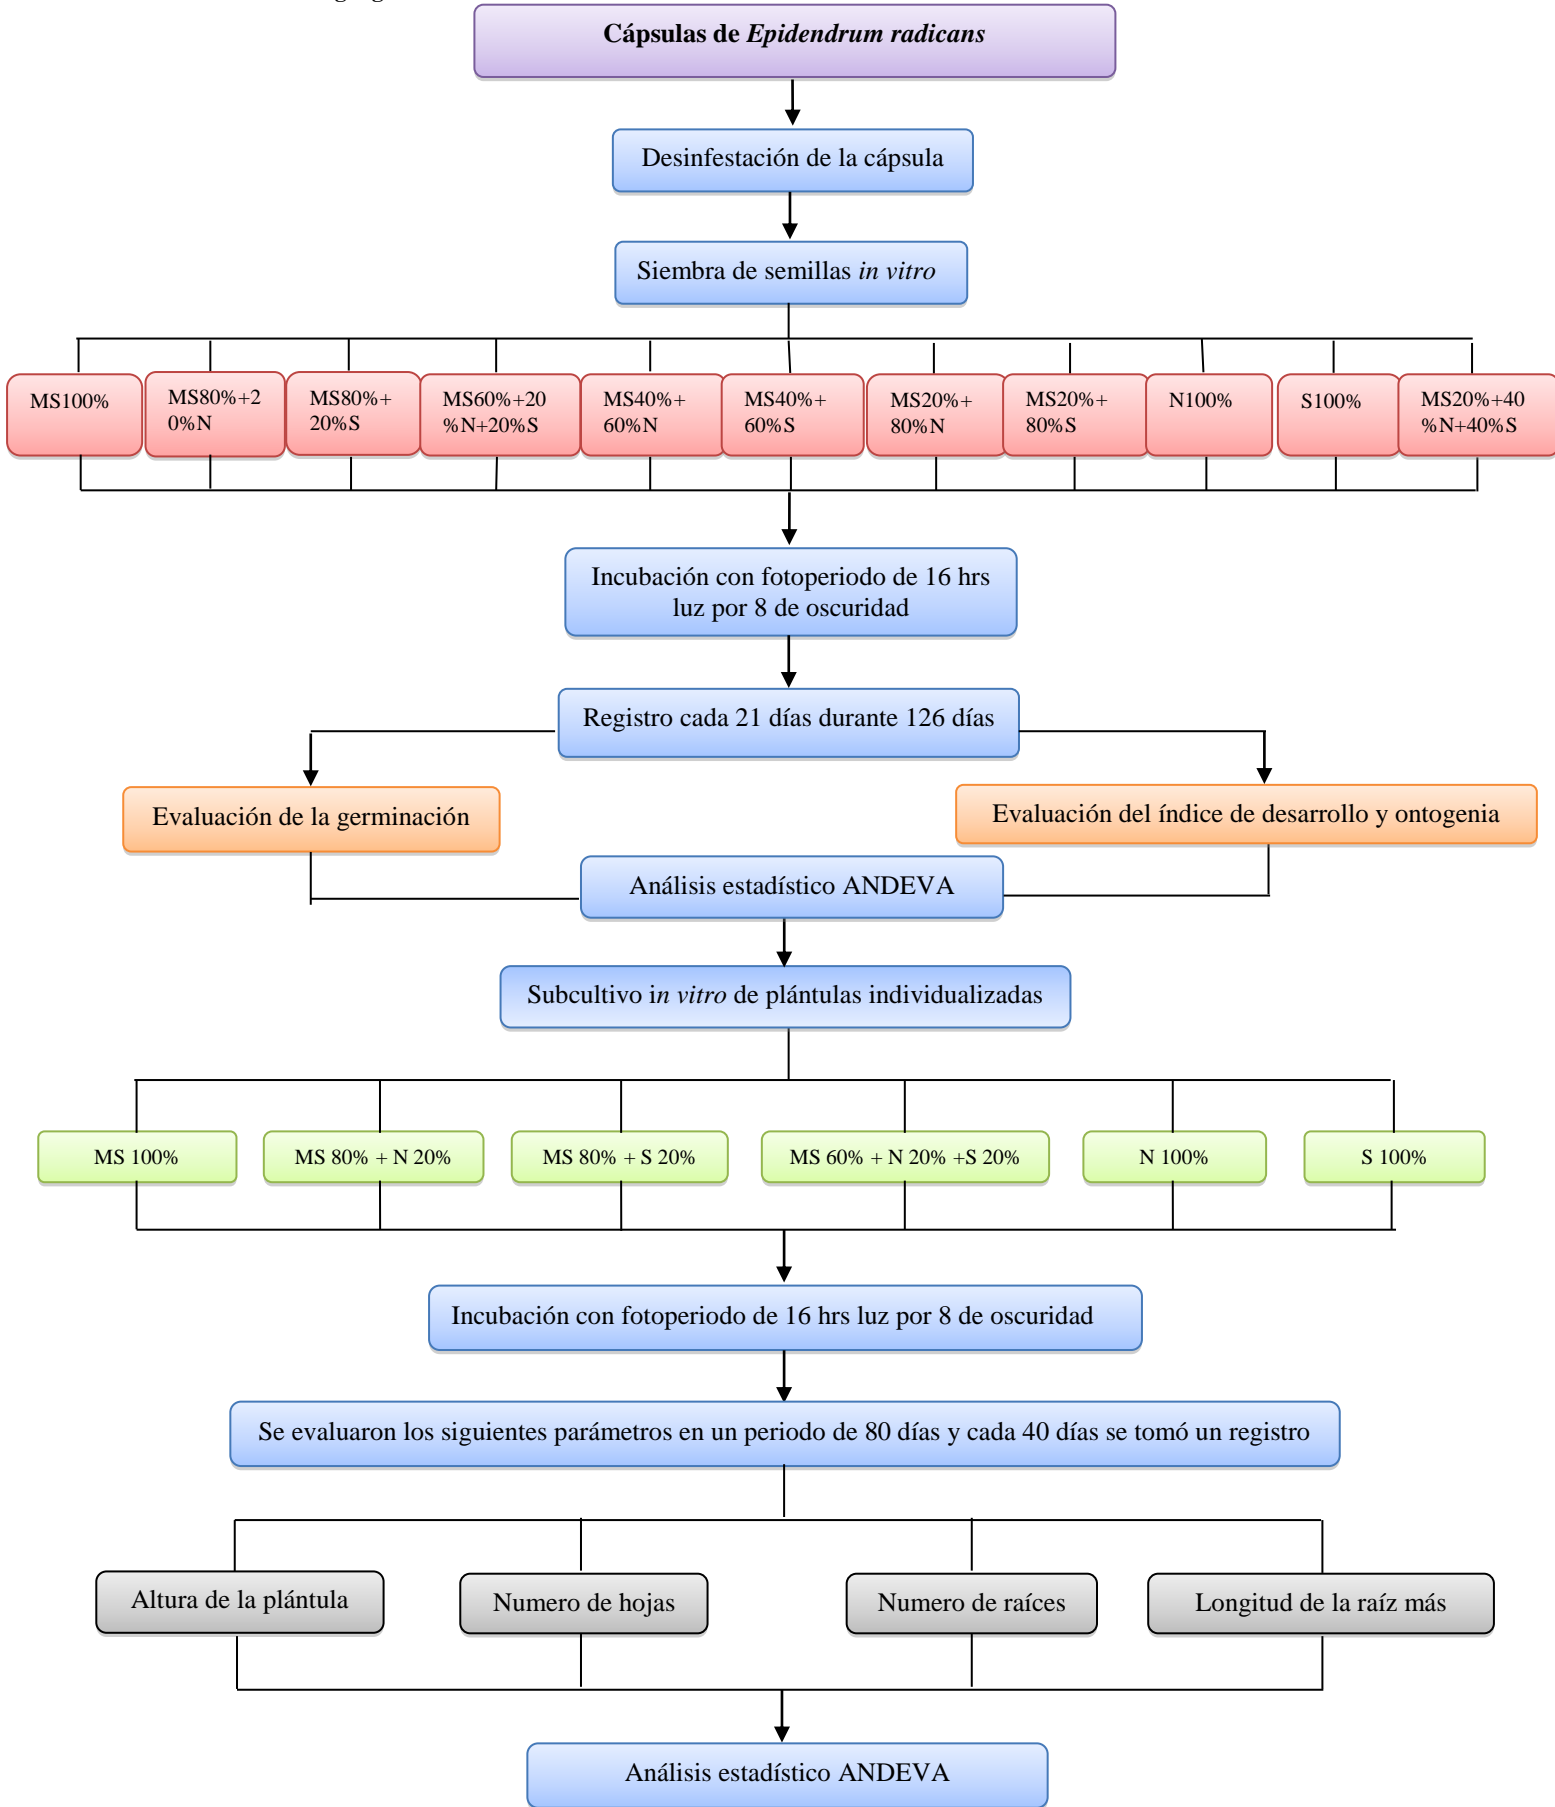 Cápsulas de Epidendrum radicans
Desinfestación de la cápsula
Siembra de semillas in vitro
MS100%
MS80%+2
0%N
MS80%+
20%S
MS60%+20
%N+20%S
MS40%+
60%N
MS40%+
60%S
MS20%+
80%N
MS20%+
80%S
N100%
S100%
MS20%+40
%N+40%S
Incubación con fotoperiodo de 16 hrs
luz por 8 de oscuridad
Registro cada 21 días durante 126 días
Evaluación de la germinación
Evaluación del índice de desarrollo y ontogenia
Análisis estadístico ANDEVA
Subcultivo in vitro de plántulas individualizadas
MS 100%
MS 80% + N 20%
MS 80% + S 20%
MS 60% + N 20% +S 20%
N 100%
S 100%
Incubación con fotoperiodo de 16 hrs luz por 8 de oscuridad
Se evaluaron los siguientes parámetros en un periodo de 80 días y cada 40 días se tomó un registro
Altura de la plántula
Numero de hojas
Numero de raíces
Longitud de la raíz más
Análisis estadístico ANDEVA